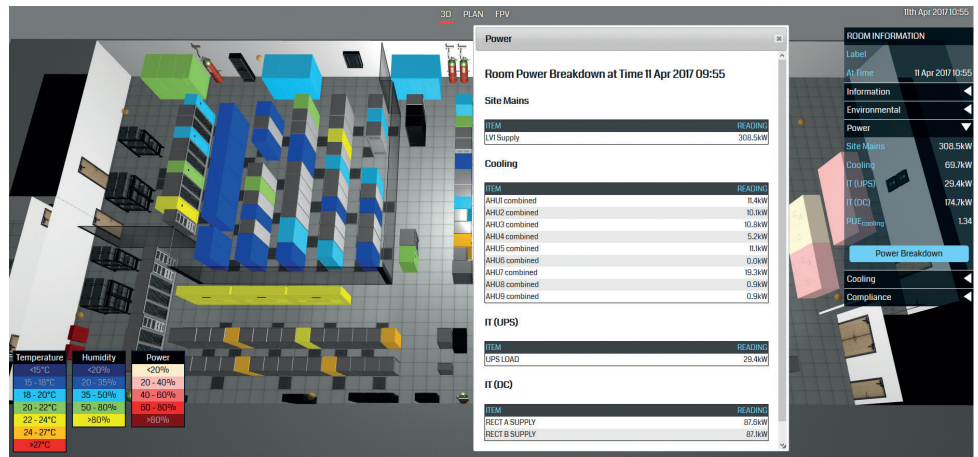 3D PLAN FPV
11th Apr 2017 10:55
Power
Room Power Breakdown at Time 11 Apr 2017 09:55
Site Mains
ITEM READING
LV1 Supply 308.5kW
Cooling
ITEM READING
AHU1 combined 11.4kW
AHU2 combined 10.1kW
AHU3 combined 10.8kW
AHU4 combined 5.2kW
AHU5 combined 11.1kW
AHU6 combined 0.0kW
AHU7 combined 19.3kW
AHU8 combined 0.9kW
AHU9 combined 0.9kW
IT (UPS)
ITEM READING
UPS LOAD 29.4kW
IT (DC)
ITEM READING
RECT A SUPPLY 87.6kW
RECT B SUPPLY 87.1kW
ROOM INFORMATION
Label
At Time 11 Apr 2017 10:55
Information
Environmental
Power
Site Mains 308.5kW
Cooling 69.7kW
IT (UPS) 29.4kW
IT (DC) 174.7kW
PUEcooling 1.34
Power Breakdown
Cooling
Compliance
Temperature Humidity Power
<15°C <20% <20%
15 - 18°C 20 - 35% 20 - 40%
18 - 20°C 35 - 50% 40 - 60%
20 - 22°C 50 - 80% 60 - 80%
22 - 24°C >80% >80%
24 - 27°C
>27°C